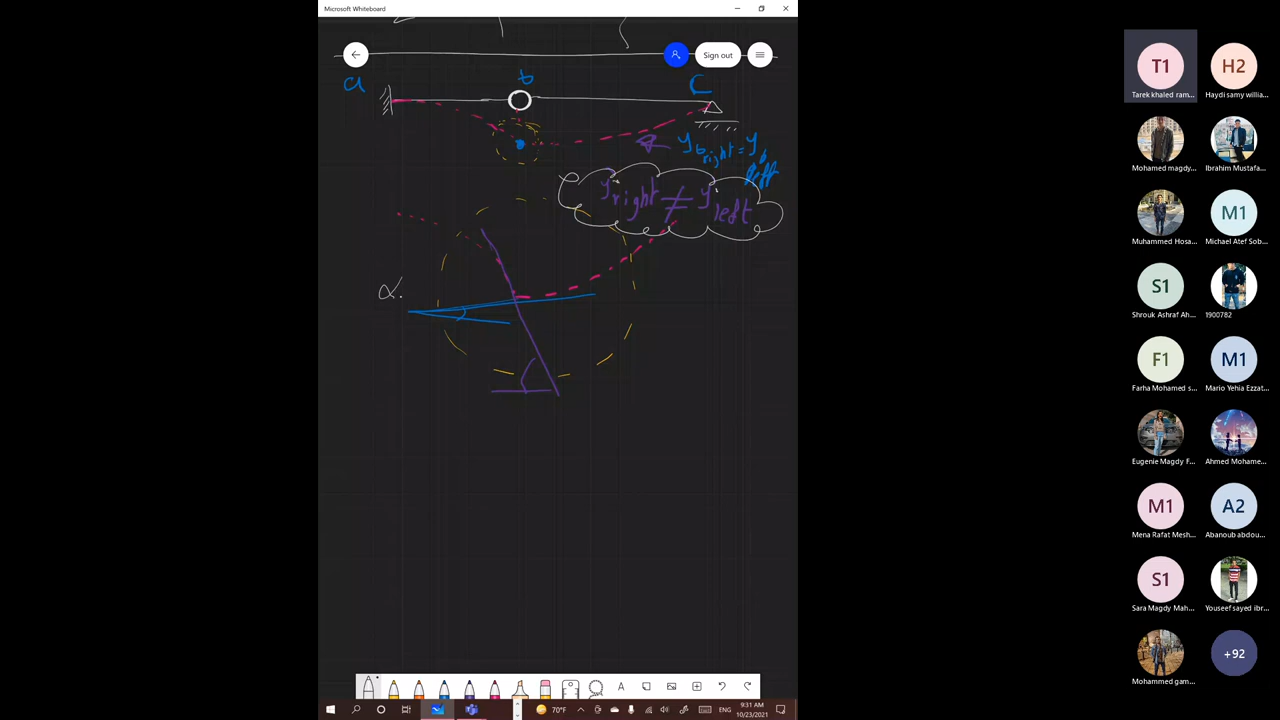 Microsoft Whiteboard
Sign out
a
b
C
y b right = y b left
y right ≠ y left
α.
A
70°F
ENG
9:31 AM
10/23/2021
T1
Tarek khaled ram...
H2
Haydi samy willia...
Mohamed magdy...
Ibrahim Mustafa...
Muhammed Hosa...
M1
Michael Atef Sob...
S1
Shrouk Ashraf Ah...
1900782
F1
Farha Mohamed s...
M1
Mario Yehia Ezzat...
Eugenie Magdy F...
Ahmed Mohame...
M1
Mena Rafat Mesh...
A2
Abanoub abdou...
S1
Sara Magdy Mah...
Youseef sayed ibr...
Mohammed gam...
+92